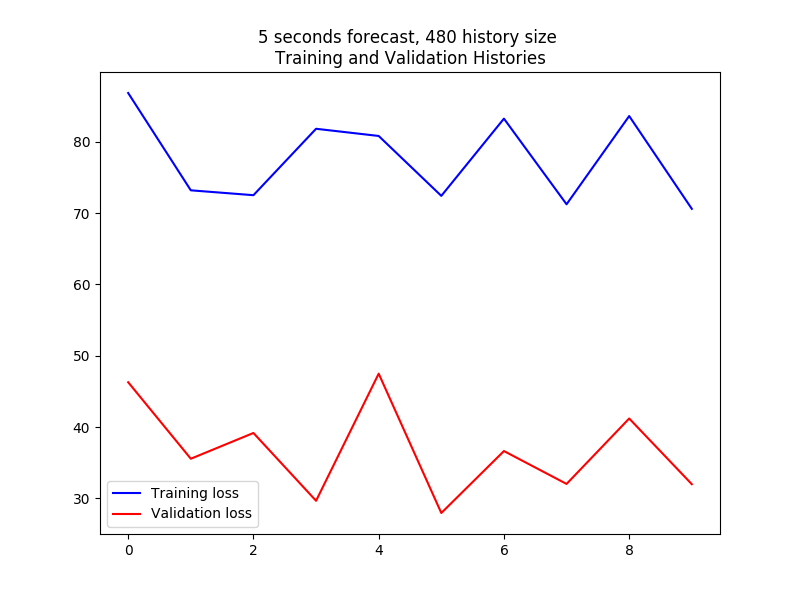 5 seconds forecast, 480 history size
Training and Validation Histories
80
70
60
50
40
30
Training loss
Validation loss
0 2 4 6 8